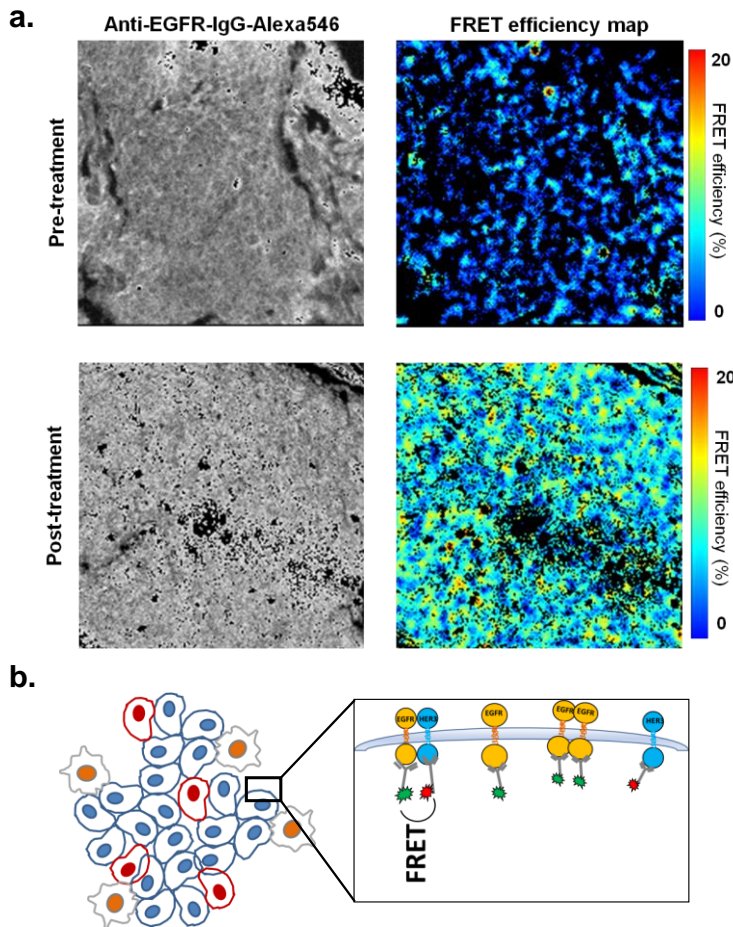 a.
Anti-EGFR-IgG-Alexa546
FRET efficiency map
Pre-treatment
20
FRET efficiency (%)
0
Post-treatment
20
FRET efficiency (%)
0
b.
EGFR
HER3
EGFR
EGFR
EGFR
HER3
FRET